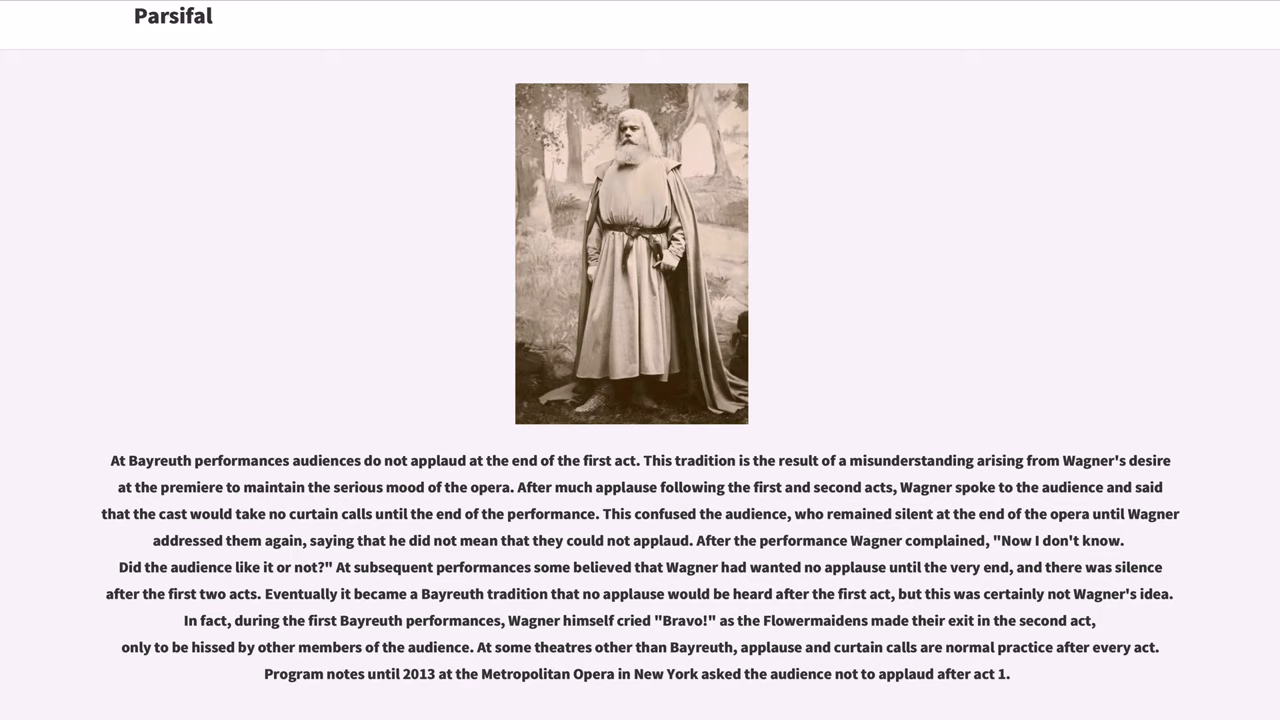 Parsifal
At Bayreuth performances audiences do not applaud at the end of the first act. This tradition is the result of a misunderstanding arising from Wagner's desire
at the premiere to maintain the serious mood of the opera. After much applause following the first and second acts, Wagner spoke to the audience and said
that the cast would take no curtain calls until the end of the performance. This confused the audience, who remained silent at the end of the opera until Wagner
addressed them again, saying that he did not mean that they could not applaud. After the performance Wagner complained, "Now I don't know.
Did the audience like it or not?" At subsequent performances some believed that Wagner had wanted no applause until the very end, and there was silence
after the first two acts. Eventually it became a Bayreuth tradition that no applause would be heard after the first act, but this was certainly not Wagner's idea.
In fact, during the first Bayreuth performances, Wagner himself cried "Bravo!" as the Flowermaidens made their exit in the second act,
only to be hissed by other members of the audience. At some theatres other than Bayreuth, applause and curtain calls are normal practice after every act.
Program notes until 2013 at the Metropolitan Opera in New York asked the audience not to applaud after act 1.